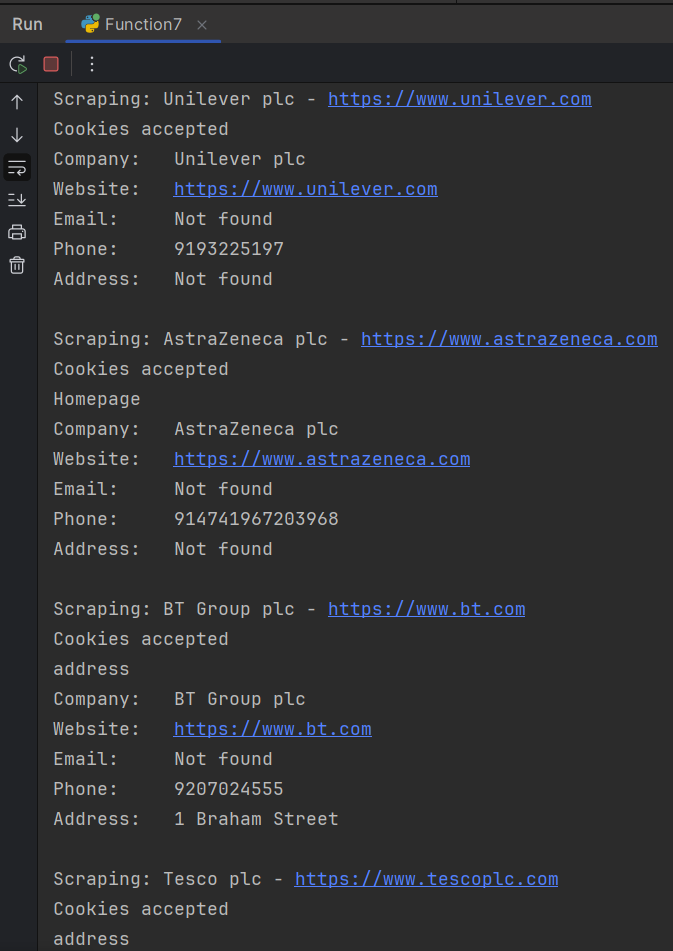 Run
Function7
Scraping: Unilever plc - https://www.unilever.com
Cookies accepted
Company: Unilever plc
Website: https://www.unilever.com
Email: Not found
Phone: 9193225197
Address: Not found
Scraping: AstraZeneca plc - https://www.astrazeneca.com
Cookies accepted
Homepage
Company: AstraZeneca plc
Website: https://www.astrazeneca.com
Email: Not found
Phone: 914741967203968
Address: Not found
Scraping: BT Group plc - https://www.bt.com
Cookies accepted
address
Company: BT Group plc
Website: https://www.bt.com
Email: Not found
Phone: 9207024555
Address: 1 Braham Street
Scraping: Tesco plc - https://www.tescoplc.com
Cookies accepted
address